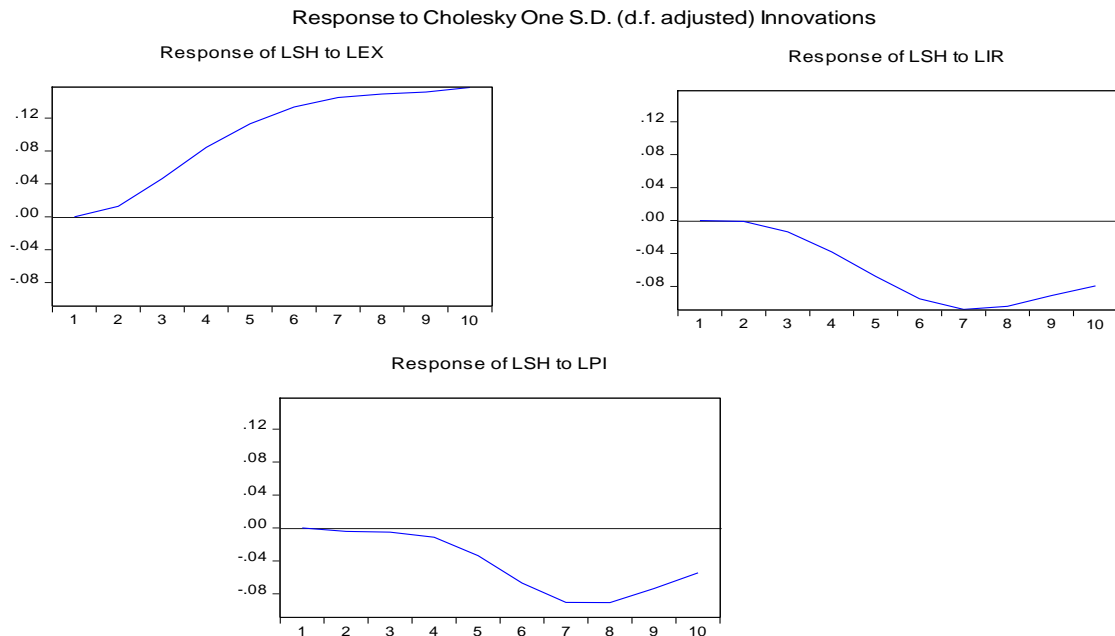 Response to Cholesky One S.D. (d.f. adjusted) Innovations
Response of LSH to LEX
.12
.08
.04
.00
-.04
-.08
1 2 3 4 5 6 7 8 9 10
Response of LSH to LIR
.12
.08
.04
.00
-.04
-.08
1 2 3 4 5 6 7 8 9 10
Response of LSH to LPI
.12
.08
.04
.00
-.04
-.08
1 2 3 4 5 6 7 8 9 10